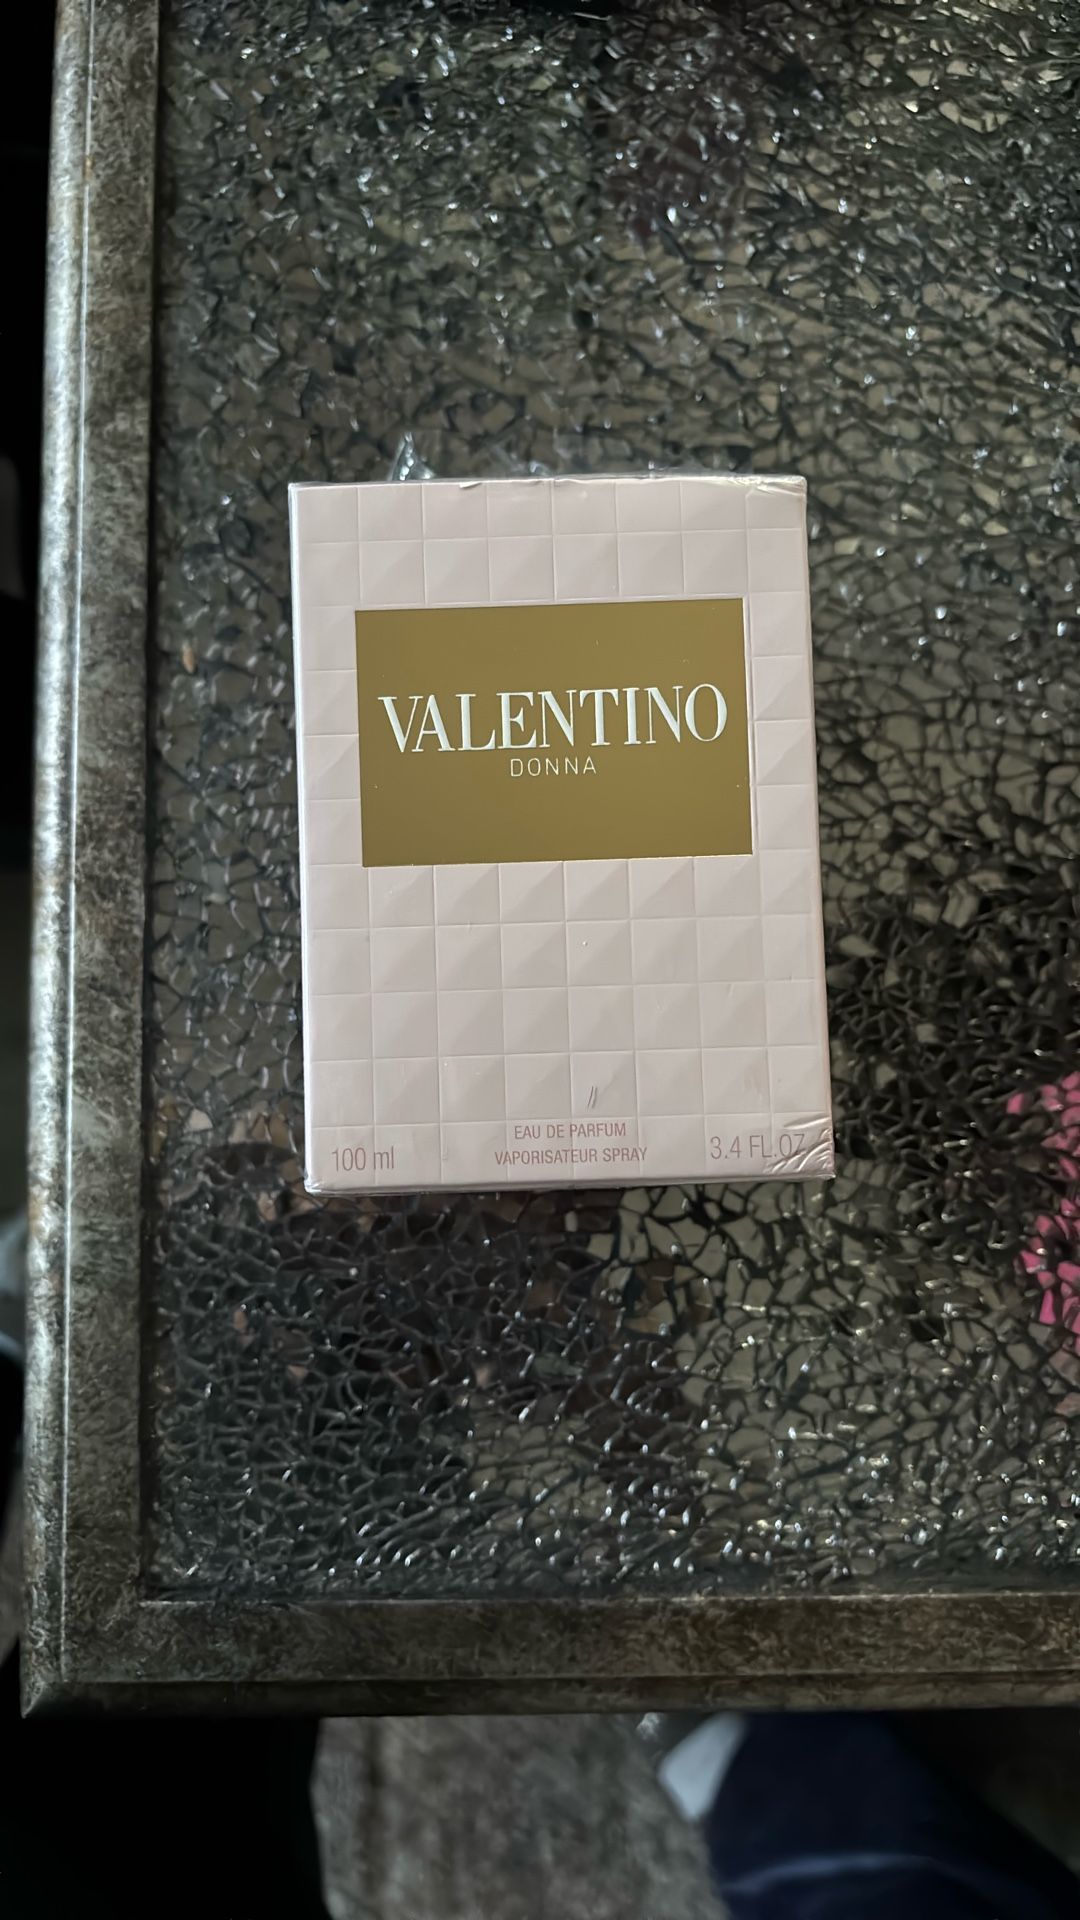 VALENTINO
DONNA
EAU DE PARFUM
100 ml VAPORISATEUR SPRAY 3.4 FL.OZ